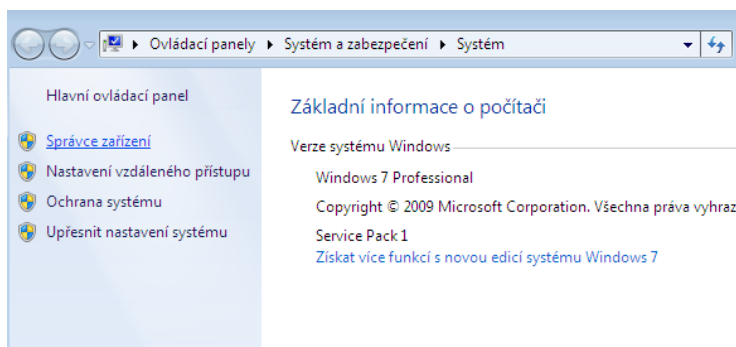 Ovládací panely ▸ Systém a zabezpečení ▸ Systém
Hlavní ovládací panel
Správce zařízení
Nastavení vzdáleného přístupu
Ochrana systému
Upřesnit nastavení systému
Základní informace o počítači
Verze systému Windows
Windows 7 Professional
Copyright © 2009 Microsoft Corporation. Všechna práva vyhraz
Service Pack 1
Získat více funkcí s novou edicí systému Windows 7